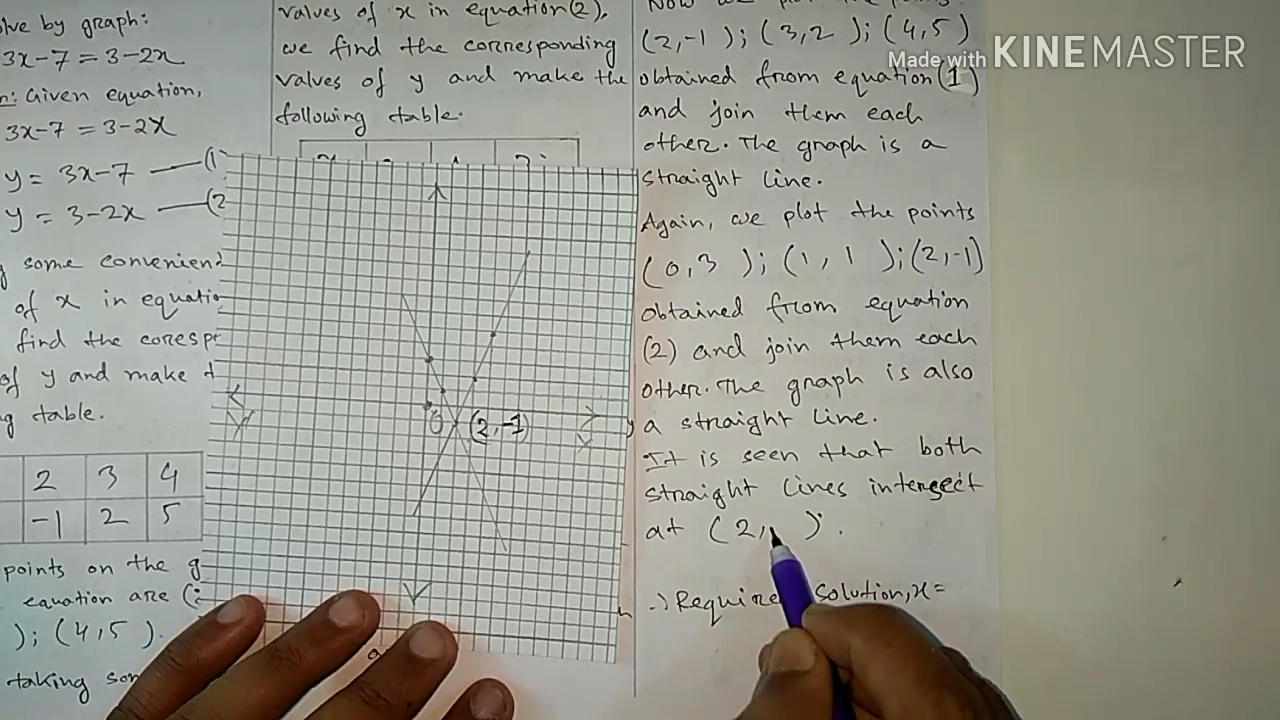 olve by graph:
3x-7=3-2x
n: Given equation,
3x-7=3-2x
y= 3x-7 —(1
y= 3-2x —(2
some convenien
of x in equatio
find the coresp
of y and make t
g table.
2 3 4
-1 2 5
points on the g
equation are (
); (4,5).
taking som
values of x in equation(2),
we find the corresponding
values of y and make the
following table.
O (2,-1)
(2,-1); (3,2); (4,5)
Made with KINEMASTER
obtained from equation(1)
and join them each
other. The graph is a
straight line.
Again, we plot the points
(0,3 ); (1,1 );(2,-1)
obtained from equation
(2) and join them each
other. The graph is also
a straight line.
It is seen that both
straight lines intersect
at (2, ).
∴ Require solution, x=